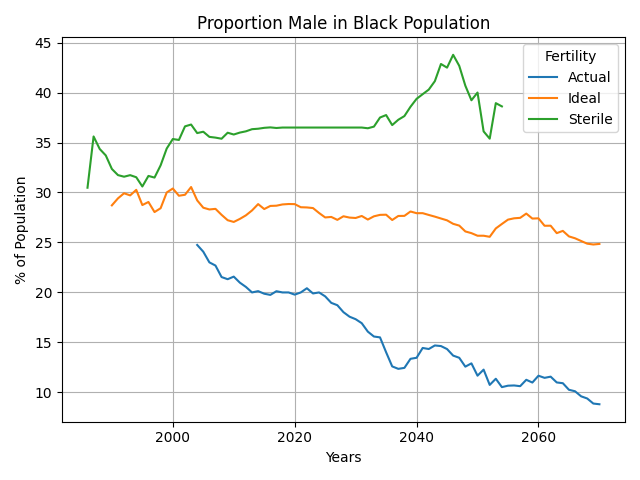 Proportion Male in Black Population
Fertility
Actual
Ideal
Sterile
% of Population
45
40
35
30
25
20
15
10
2000 2020 2040 2060
Years